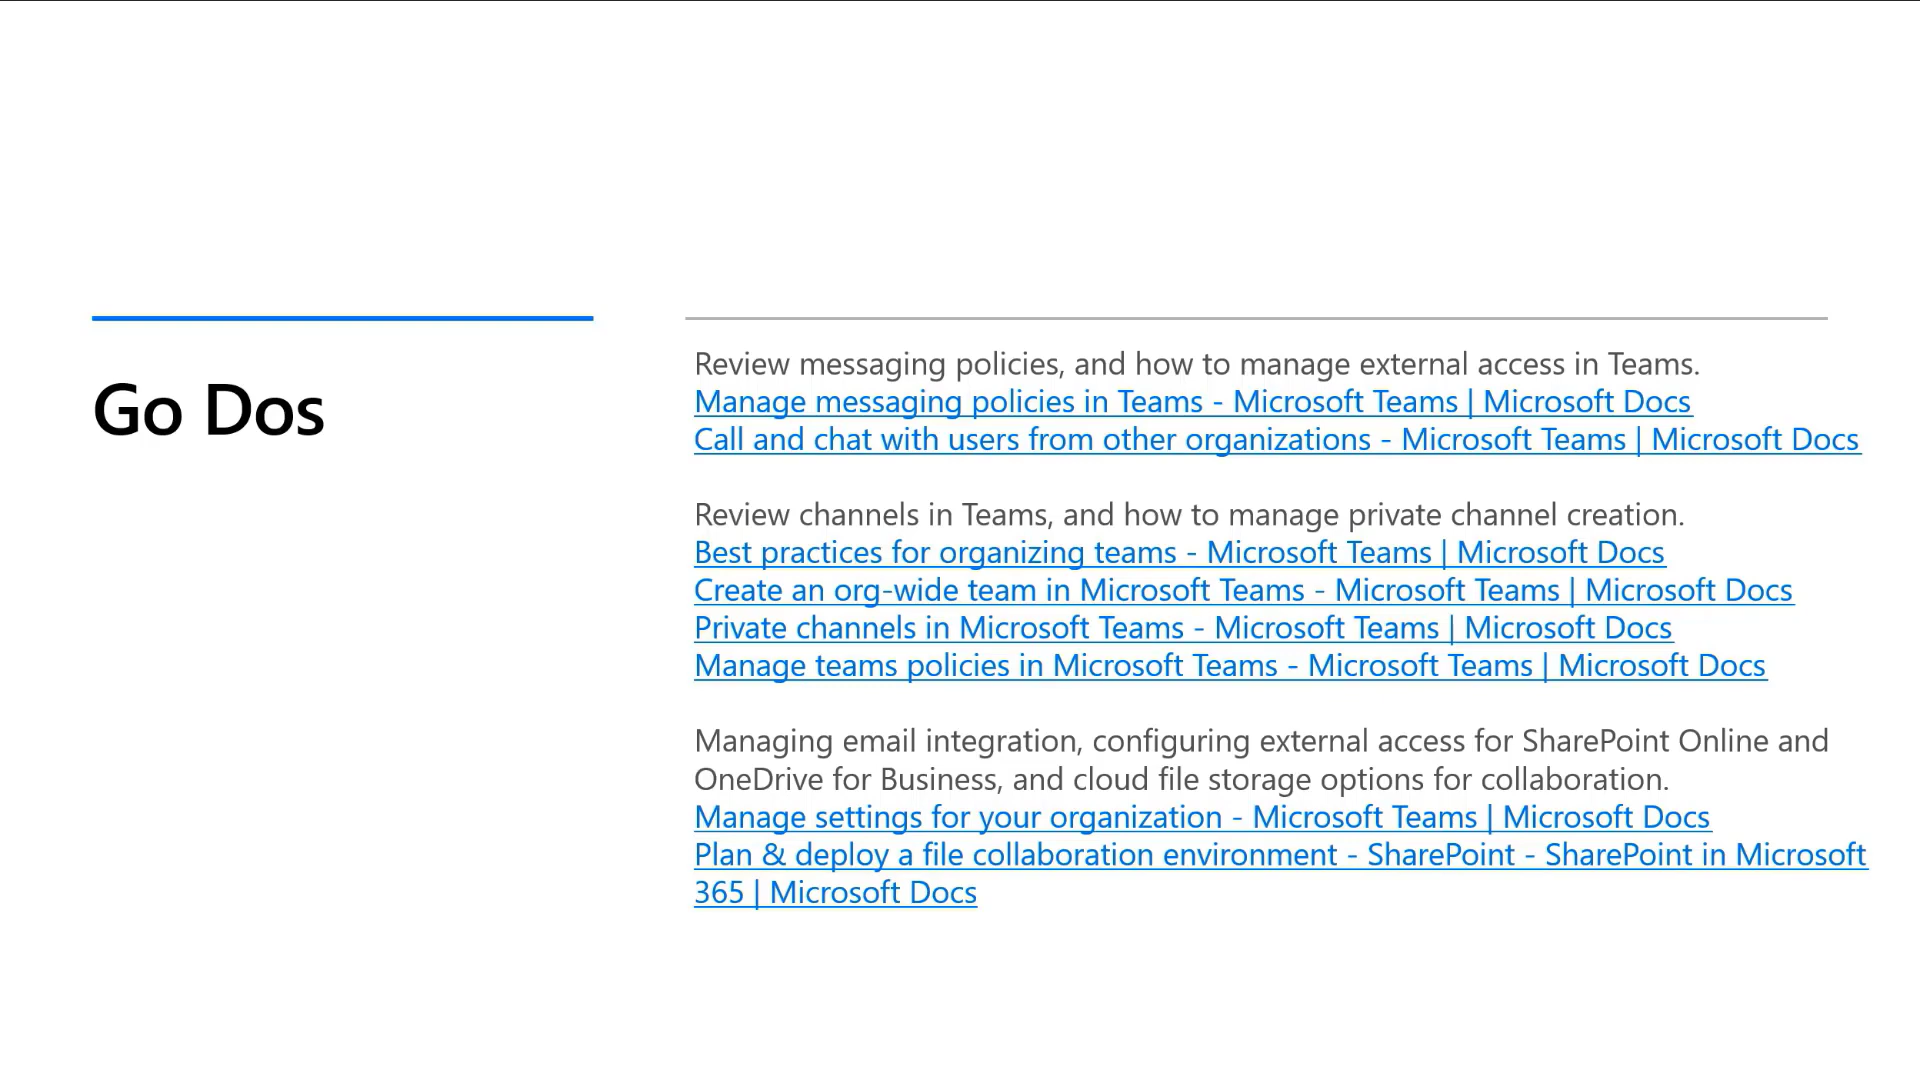 Go Dos
Review messaging policies, and how to manage external access in Teams.
Manage messaging policies in Teams - Microsoft Teams | Microsoft Docs
Call and chat with users from other organizations - Microsoft Teams | Microsoft Docs
Review channels in Teams, and how to manage private channel creation.
Best practices for organizing teams - Microsoft Teams | Microsoft Docs
Create an org-wide team in Microsoft Teams - Microsoft Teams | Microsoft Docs
Private channels in Microsoft Teams - Microsoft Teams | Microsoft Docs
Manage teams policies in Microsoft Teams - Microsoft Teams | Microsoft Docs
Managing email integration, configuring external access for SharePoint Online and
OneDrive for Business, and cloud file storage options for collaboration.
Manage settings for your organization - Microsoft Teams | Microsoft Docs
Plan & deploy a file collaboration environment - SharePoint - SharePoint in Microsoft
365 | Microsoft Docs